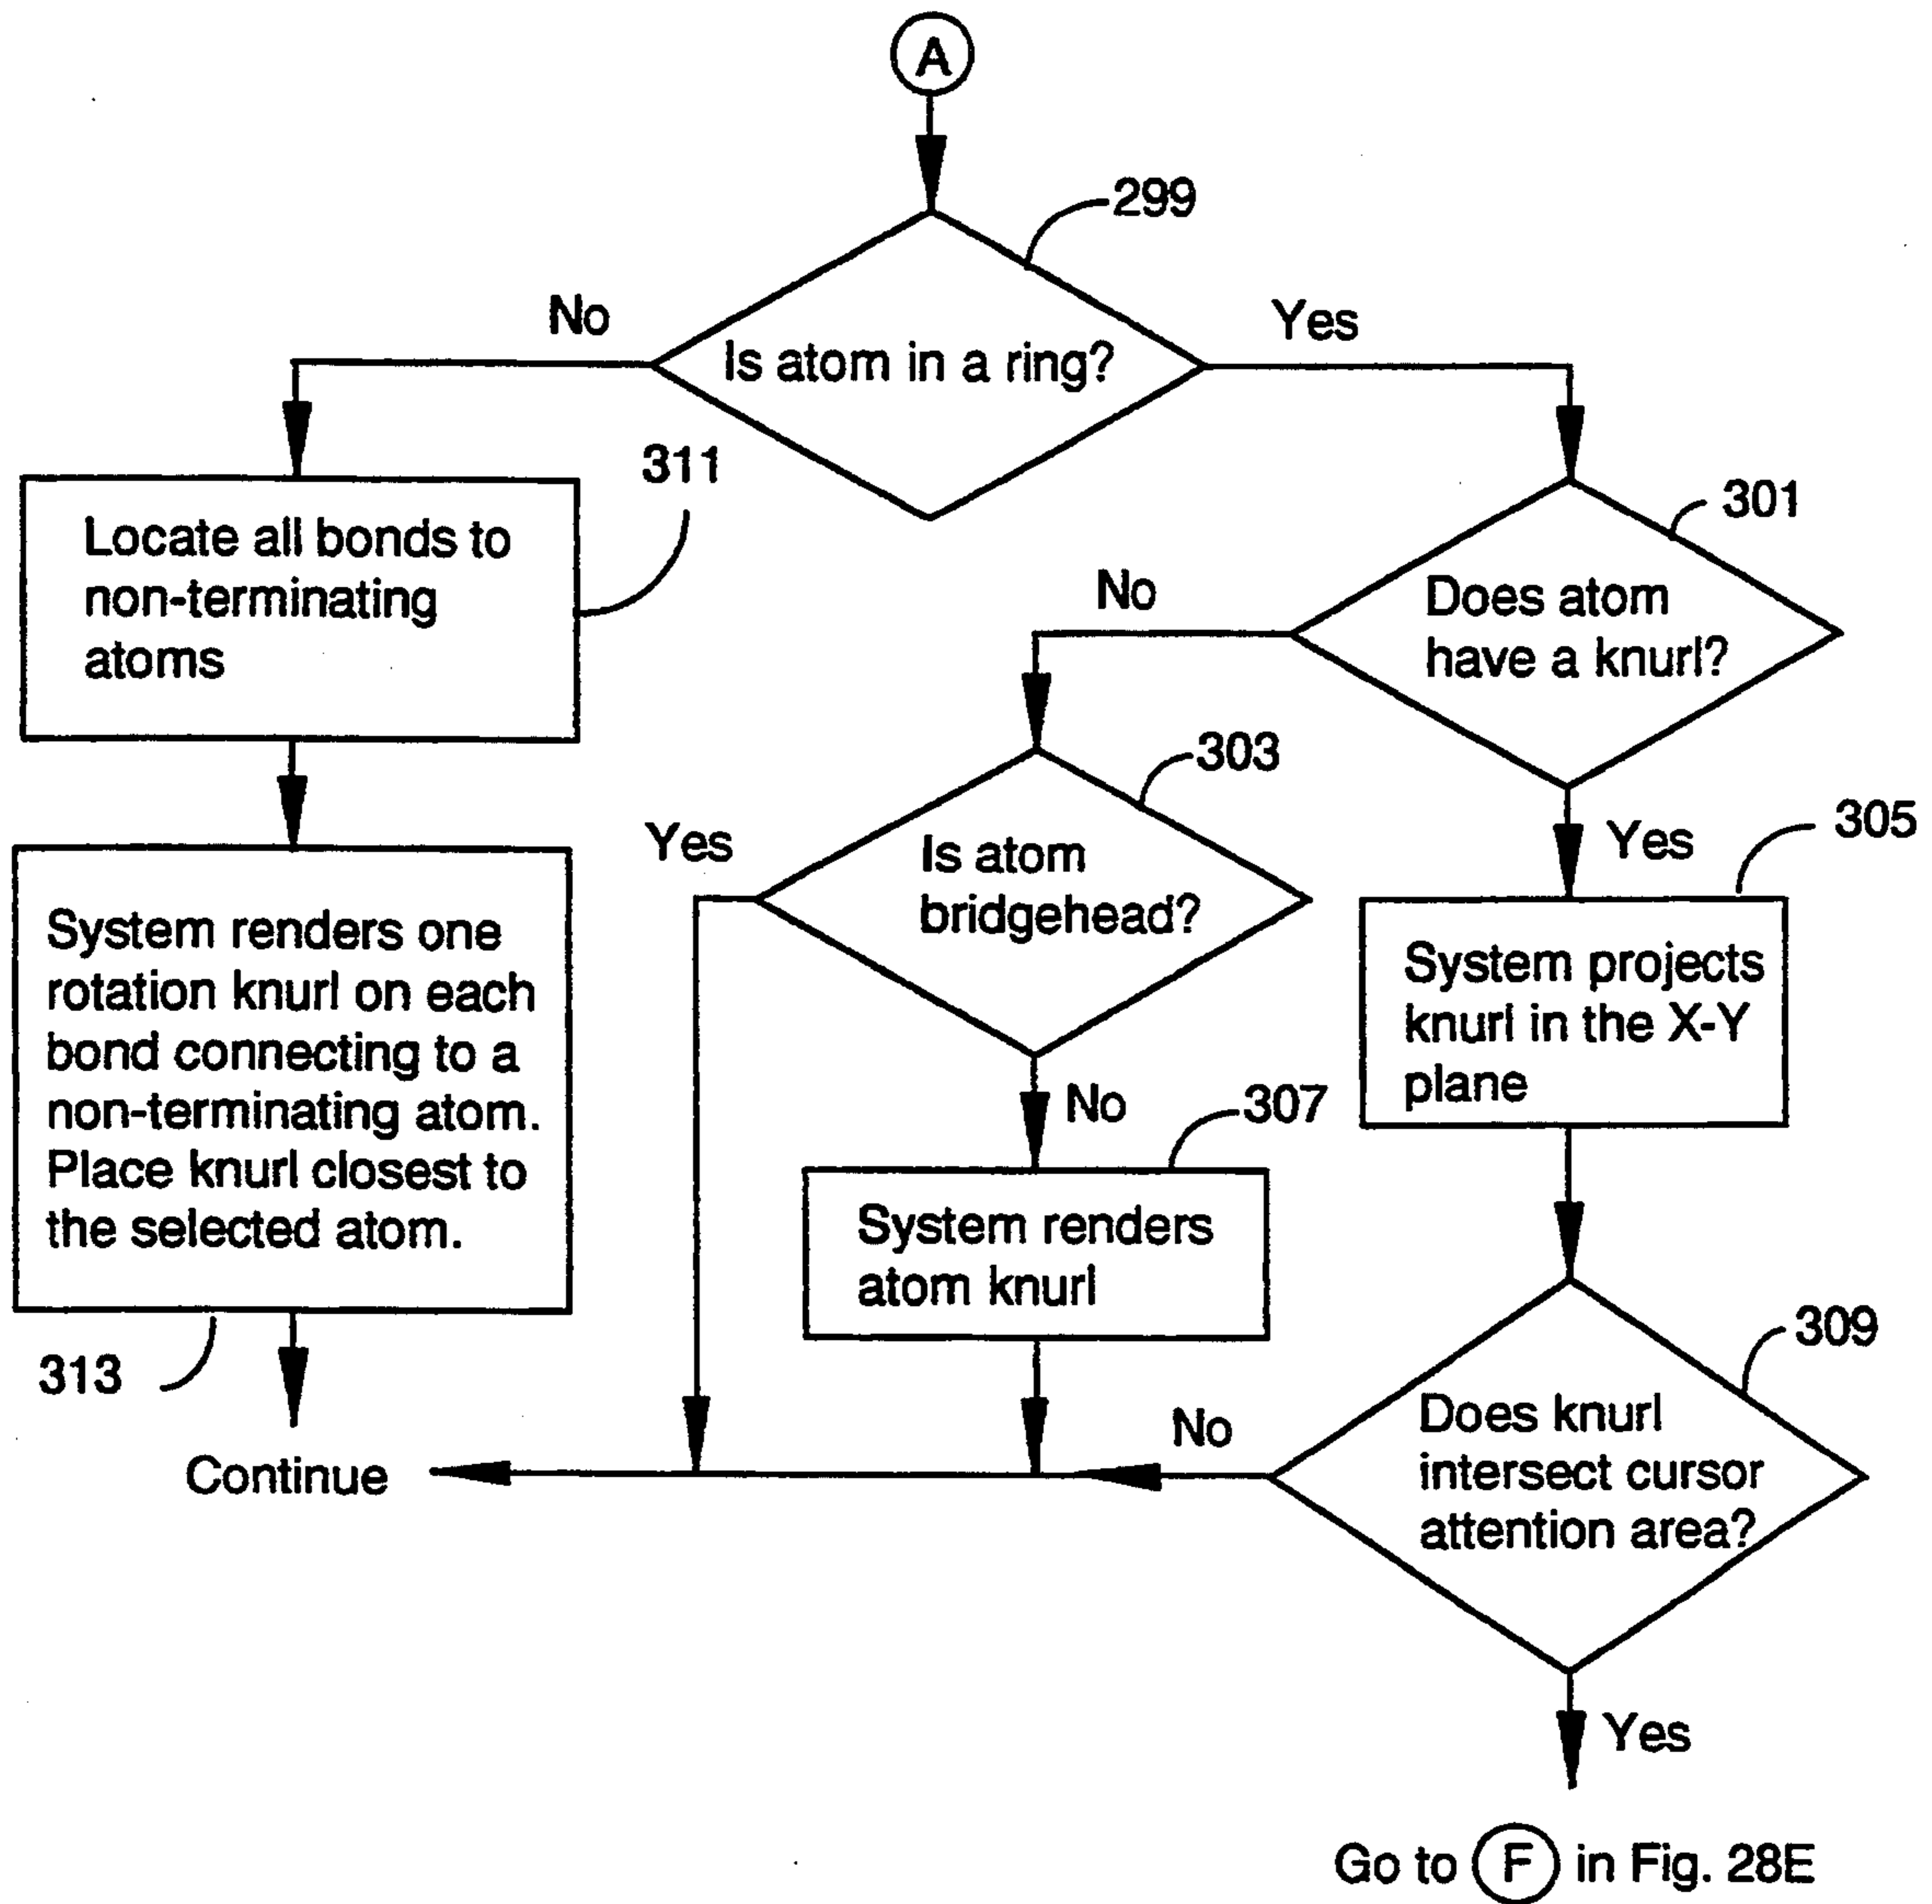 A
299
No
Yes
Is atom in a ring?
311
301
Locate all bonds to
non-terminating
atoms
No
Does atom
have a knurl?
303
305
Yes
Yes
Is atom
bridgehead?
System renders one
rotation knurl on each
bond connecting to a
non-terminating atom.
Place knurl closest to
the selected atom.
System projects
knurl in the X-Y
plane
No
307
System renders
atom knurl
313
309
No
Does knurl
intersect cursor
attention area?
Continue
Yes
Go to F in Fig. 28E